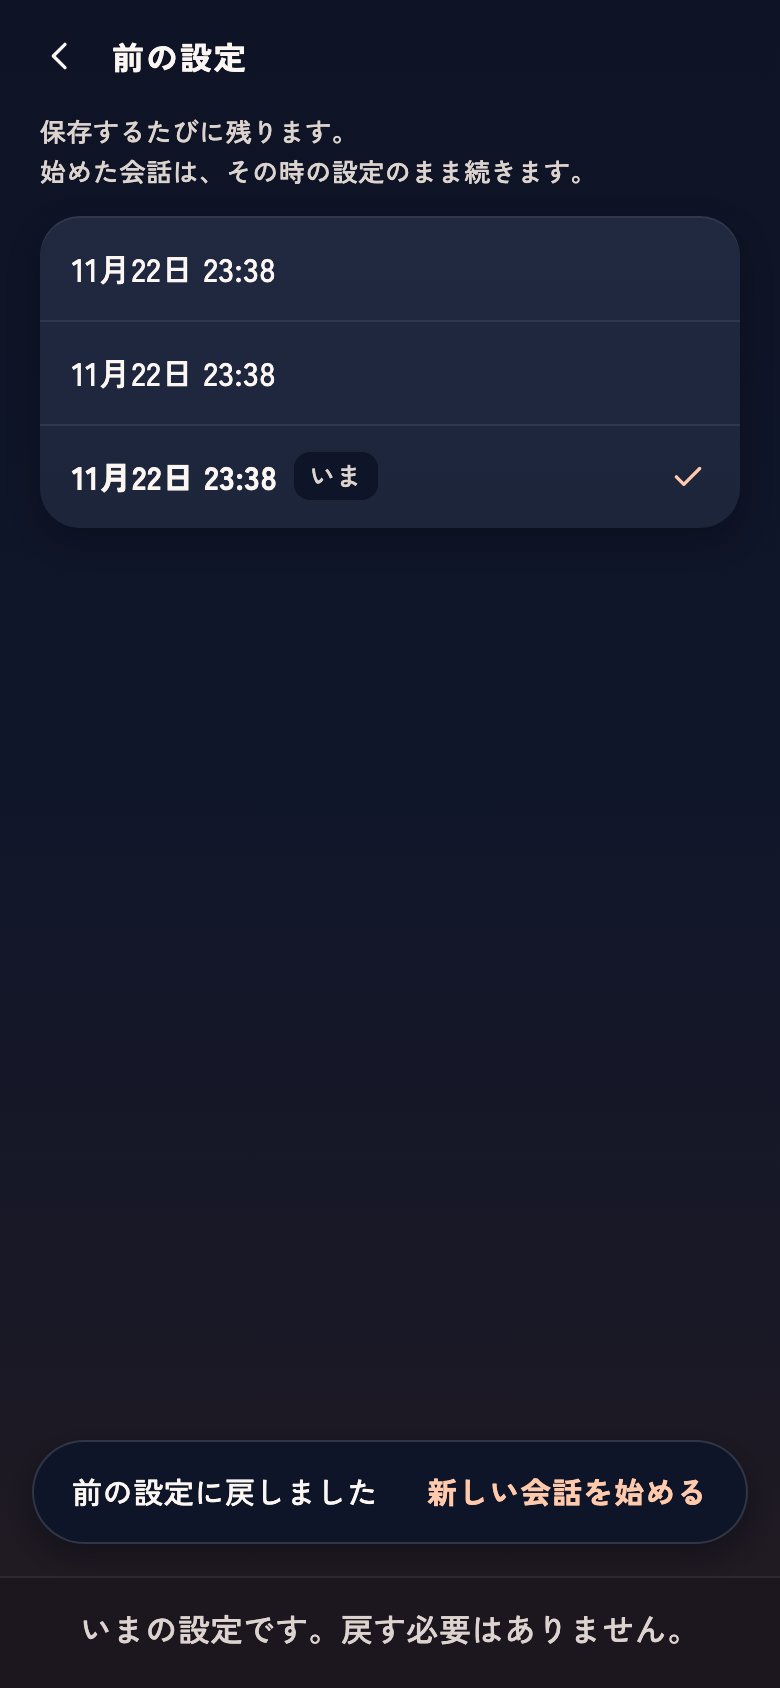 前の設定
保存するたびに残ります。
始めた会話は、その時の設定のまま続きます。
11月22日 23:38
11月22日 23:38
11月22日 23:38 いま
前の設定に戻しました 新しい会話を始める
いまの設定です。戻す必要はありません。